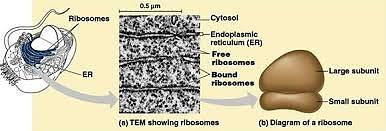 Ribosomes
ER
0.5 μm
Cytosol
Endoplasmic
reticulum (ER)
Free
ribosomes
Bound
ribosomes
(a) TEM showing ribosomes
Large subunit
Small subunit
(b) Diagram of a ribosome